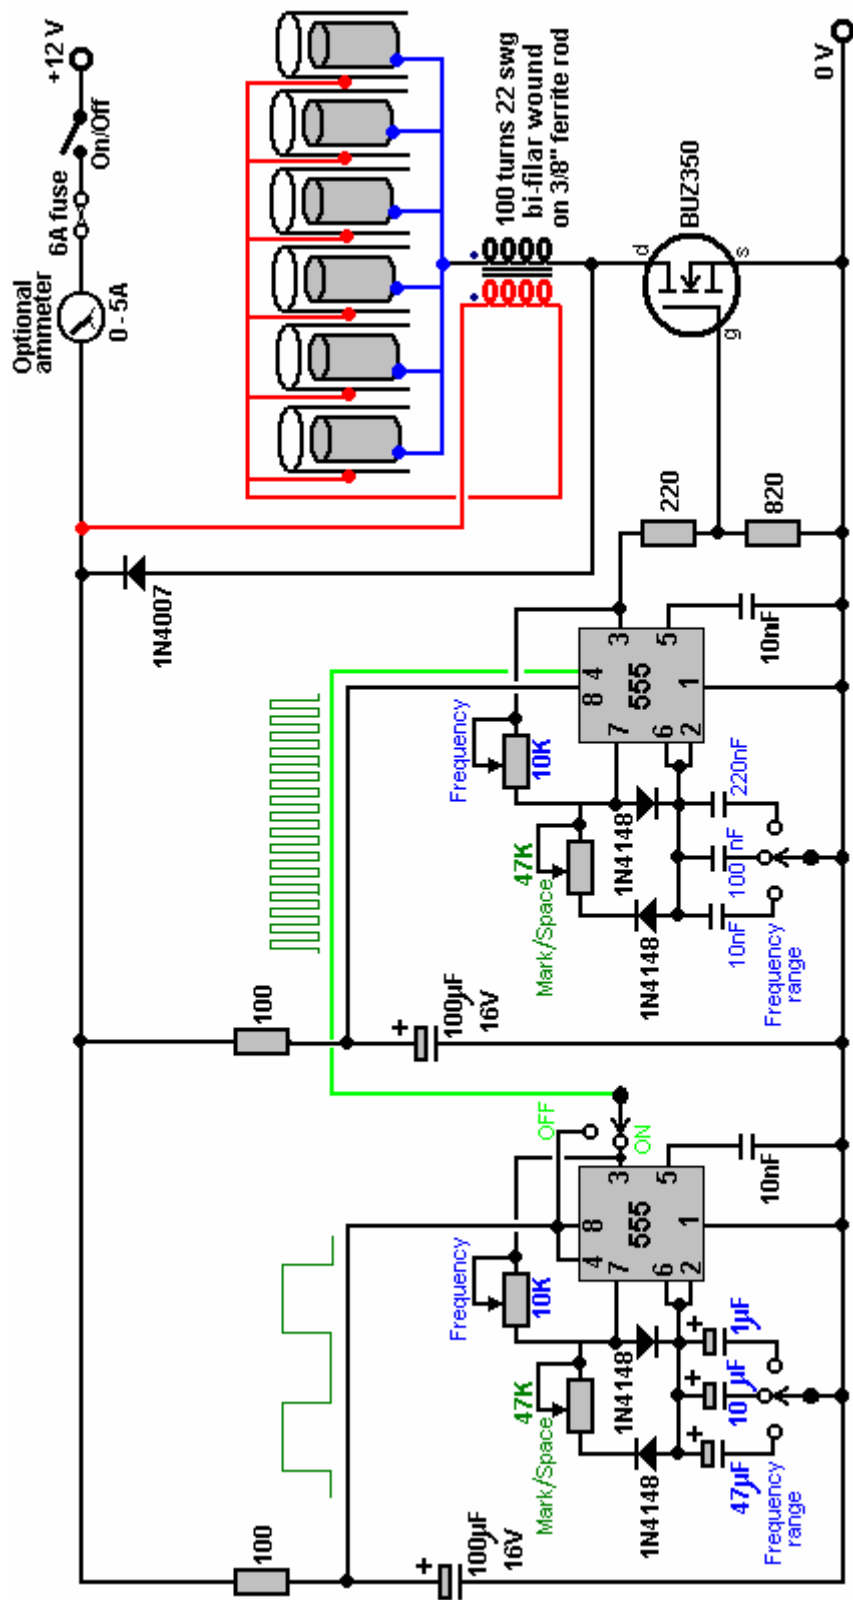 +12 V
On/Off
6A fuse
Optional
ammeter
0 - 5A
100 turns 22 swg
bi-filar wound
on 3/8" ferrite rod
0 V
BUZ350
d
s
g
1N4007
220
820
Frequency
10K
47K
Mark/Space
1N4148
1N4148
3
4
8
7
5
555
6
1
2
10nF
220nF
100 nF
10nF
Frequency
range
100
+
100µF
16V
OFF
ON
Frequency
10K
47K
Mark/Space
1N4148
1N4148
3
8
4
7
5
555
6
1
2
10nF
+
1µF
+
10 µF
+
47µF
Frequency
range
100
+
100µF
16V